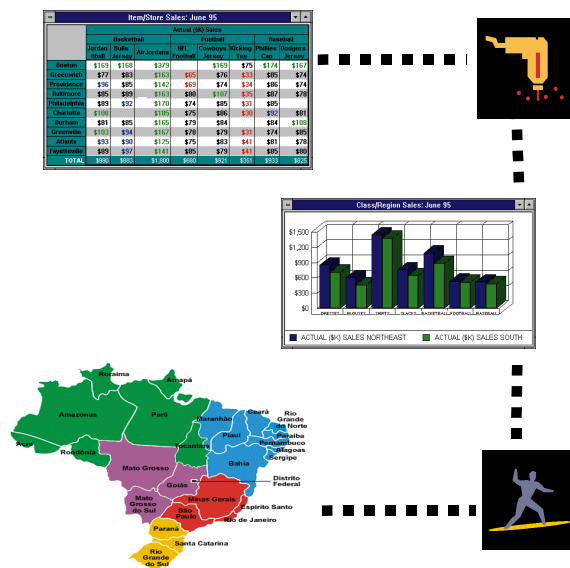 Item/Store Sales: June 95
Actual ($K) Sales
Basketball Football Baseball
Jordan Bball Bulls Jersey Air Jordans NFL Football Cowboys Jersey Kicking Tee Phillies Cap Dodgers Jersey
Boston $169 $168 $379 $169 $75 $174 $167
Greenwich $77 $83 $163 $65 $76 $33 $85 $74
Providence $96 $85 $142 $69 $74 $34 $86 $74
Baltimore $85 $89 $163 $80 $107 $35 $87 $78
Philadelphia $89 $92 $170 $74 $85 $31 $85
Charlotte $108 $105 $75 $86 $30 $92 $81
Durham $81 $85 $165 $79 $84 $84 $108
Greenville $103 $94 $167 $78 $79 $31 $74 $85
Atlanta $93 $90 $125 $75 $83 $41 $81 $78
Fayetteville $89 $97 $141 $85 $79 $41 $85 $80
TOTAL $990 $883 $1,800 $680 $921 $351 $933 $825
Class/Region Sales: June 95
$1,500
$1,200
$900
$600
$300
$0
DRESSES BLOUSES SHIRTS SLACKS BASKETBALL FOOTBALL BASEBALL
ACTUAL ($K) SALES NORTHEAST ACTUAL ($K) SALES SOUTH
Roraima
Amapá
Amazonas
Pará
Maranhão
Ceará
Rio
Grande
do Norte
Paraíba
Pernambuco
Alagoas
Sergipe
Piauí
Acre
Rondônia
Tocantins
Bahia
Mato Grosso
Goiás
Distrito
Federal
Mato
Grosso
do Sul
Minas Gerais
Espírito Santo
São
Paulo
Rio de Janeiro
Paraná
Santa Catarina
Rio
Grande
do Sul